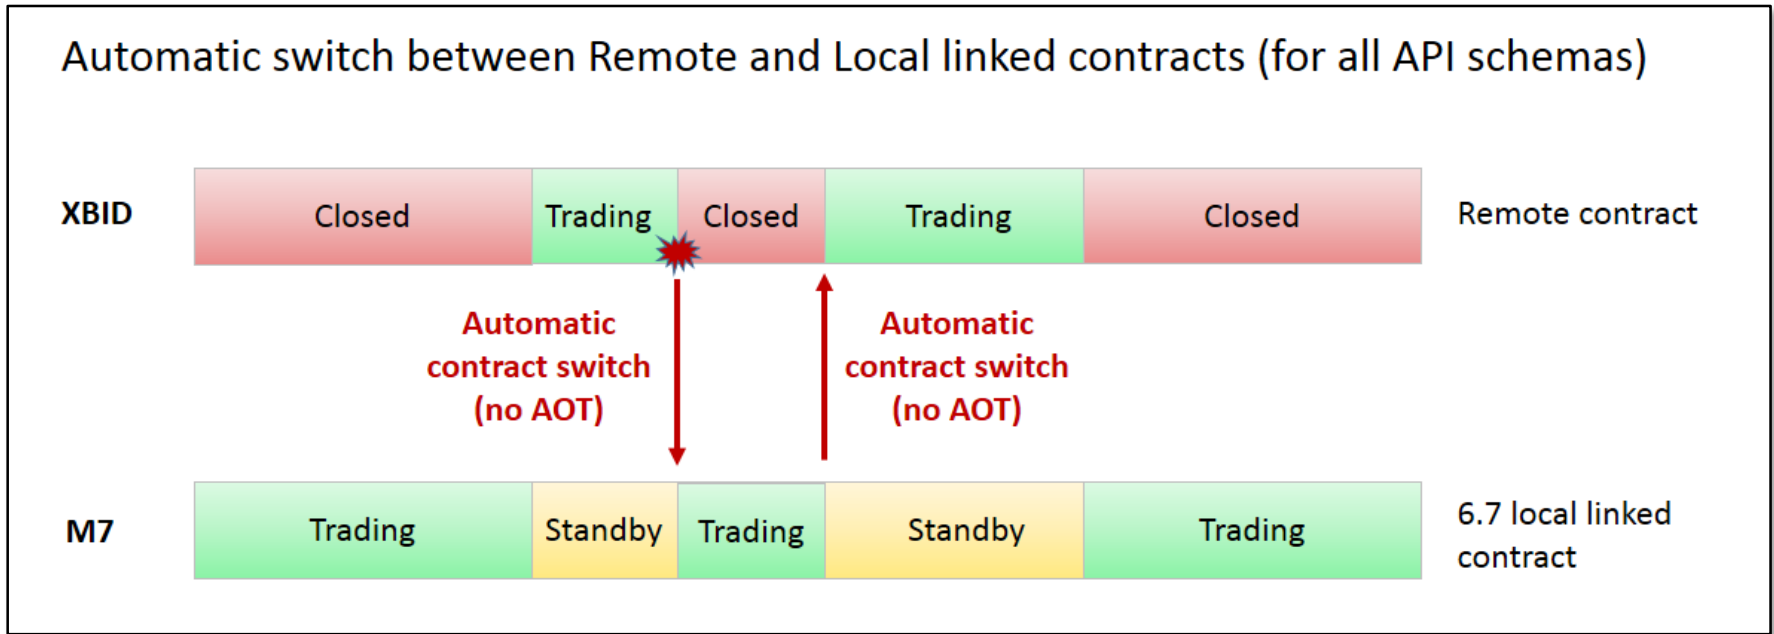 Automatic switch between Remote and Local linked contracts (for all API schemas)
XBID
Closed
Trading
Closed
Trading
Closed
Remote contract
Automatic
contract switch
(no AOT)
Automatic
contract switch
(no AOT)
M7
Trading
Standby
Trading
Standby
Trading
6.7 local linked
contract